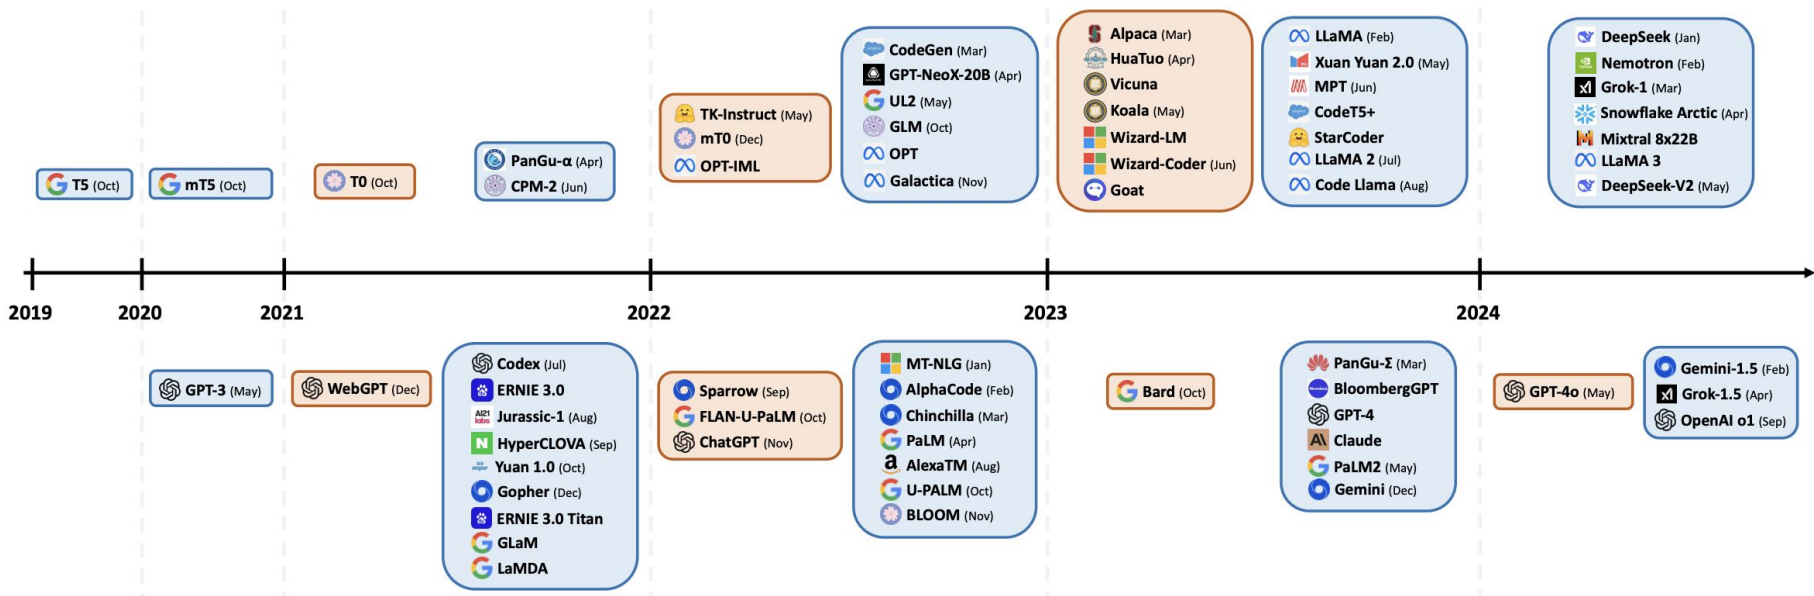 T5 (Oct)
mT5 (Oct)
T0 (Oct)
PanGu-α (Apr)
CPM-2 (Jun)
TK-Instruct (May)
mT0 (Dec)
OPT-IML
CodeGen (Mar)
GPT-NeoX-20B (Apr)
UL2 (May)
GLM (Oct)
OPT
Galactica (Nov)
Alpaca (Mar)
HuaTuo (Apr)
Vicuna
Koala (May)
Wizard-LM
Wizard-Coder (Jun)
Goat
LLaMA (Feb)
Xuan Yuan 2.0 (May)
MPT (Jun)
CodeT5+
StarCoder
LLaMA 2 (Jul)
Code Llama (Aug)
DeepSeek (Jan)
Nemotron (Feb)
Grok-1 (Mar)
Snowflake Arctic (Apr)
Mixtral 8x22B
LLaMA 3
DeepSeek-V2 (May)
2019
2020
2021
2022
2023
2024
GPT-3 (May)
WebGPT (Dec)
Codex (Jul)
ERNIE 3.0
AI21 labs Jurassic-1 (Aug)
N HyperCLOVA (Sep)
Yuan 1.0 (Oct)
Gopher (Dec)
ERNIE 3.0 Titan
GLaM
LaMDA
Sparrow (Sep)
FLAN-U-PaLM (Oct)
ChatGPT (Nov)
MT-NLG (Jan)
AlphaCode (Feb)
Chinchilla (Mar)
PaLM (Apr)
AlexaTM (Aug)
U-PALM (Oct)
BLOOM (Nov)
Bard (Oct)
PanGu-Σ (Mar)
BloombergGPT
GPT-4
Claude
PaLM2 (May)
Gemini (Dec)
GPT-4o (May)
Gemini-1.5 (Feb)
Grok-1.5 (Apr)
OpenAI o1 (Sep)